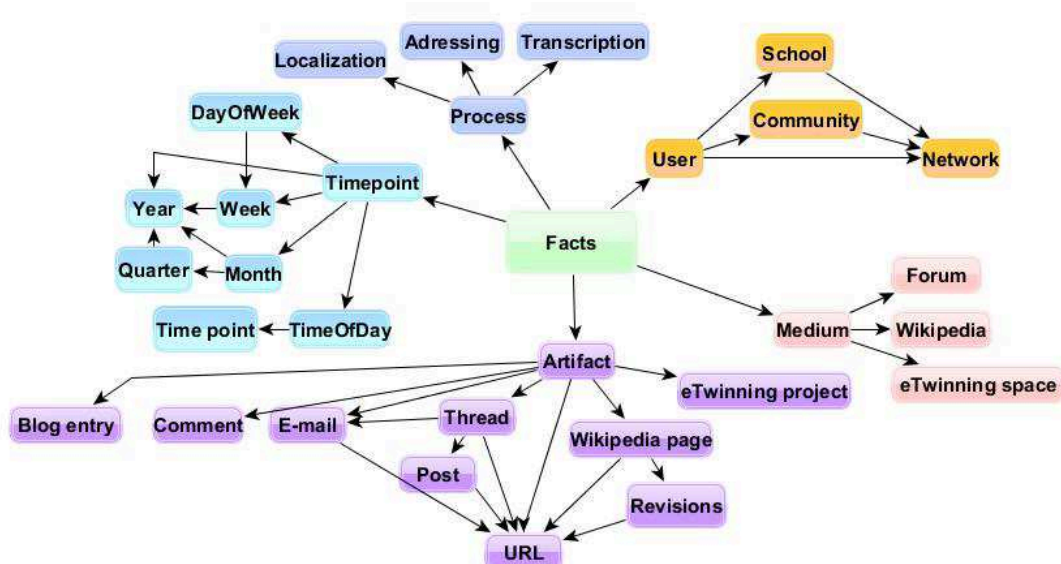 Adressing
Transcription
Localization
School
DayOfWeek
Process
Community
User
Network
Timepoint
Year
Week
Facts
Quarter
Month
Forum
Time point
TimeOfDay
Medium
Wikipedia
Artifact
eTwinning project
eTwinning space
Blog entry
Comment
E-mail
Thread
Wikipedia page
Post
Revisions
URL